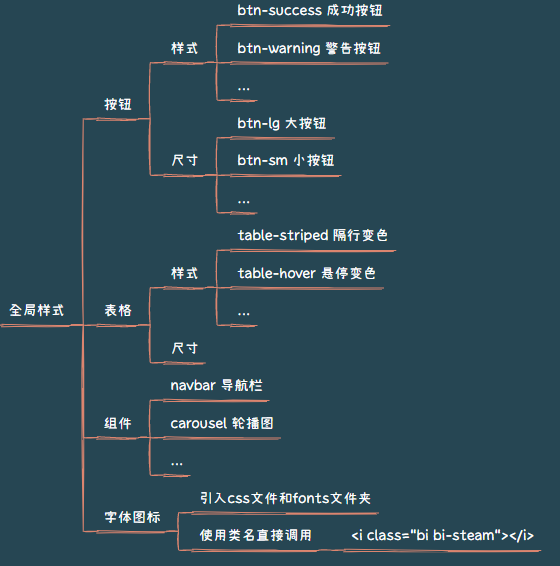 btn-success 成功按钮
样式
btn-warning 警告按钮
...
按钮
btn-lg 大按钮
尺寸
btn-sm 小按钮
...
table-striped 隔行变色
样式
table-hover 是停变色
全局样式
表格
...
尺寸
navbar 导航栏
组件
carousel 轮播图
...
引入css文件和fonts文件夹
字体图标
使用类名直接调用
<i class="bi bi-steam"></i>